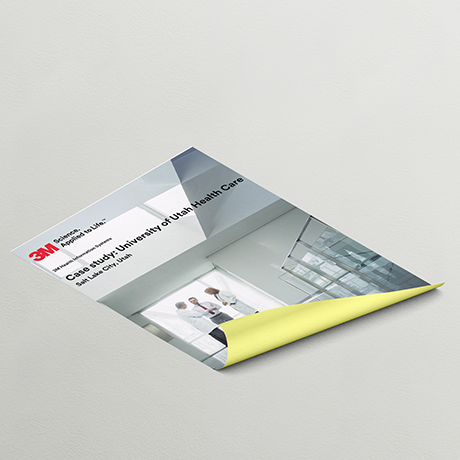 3M
Science.
Applied to Life.™
3M Health Information Systems
Case study: University of Utah Health Care
Salt Lake City, Utah